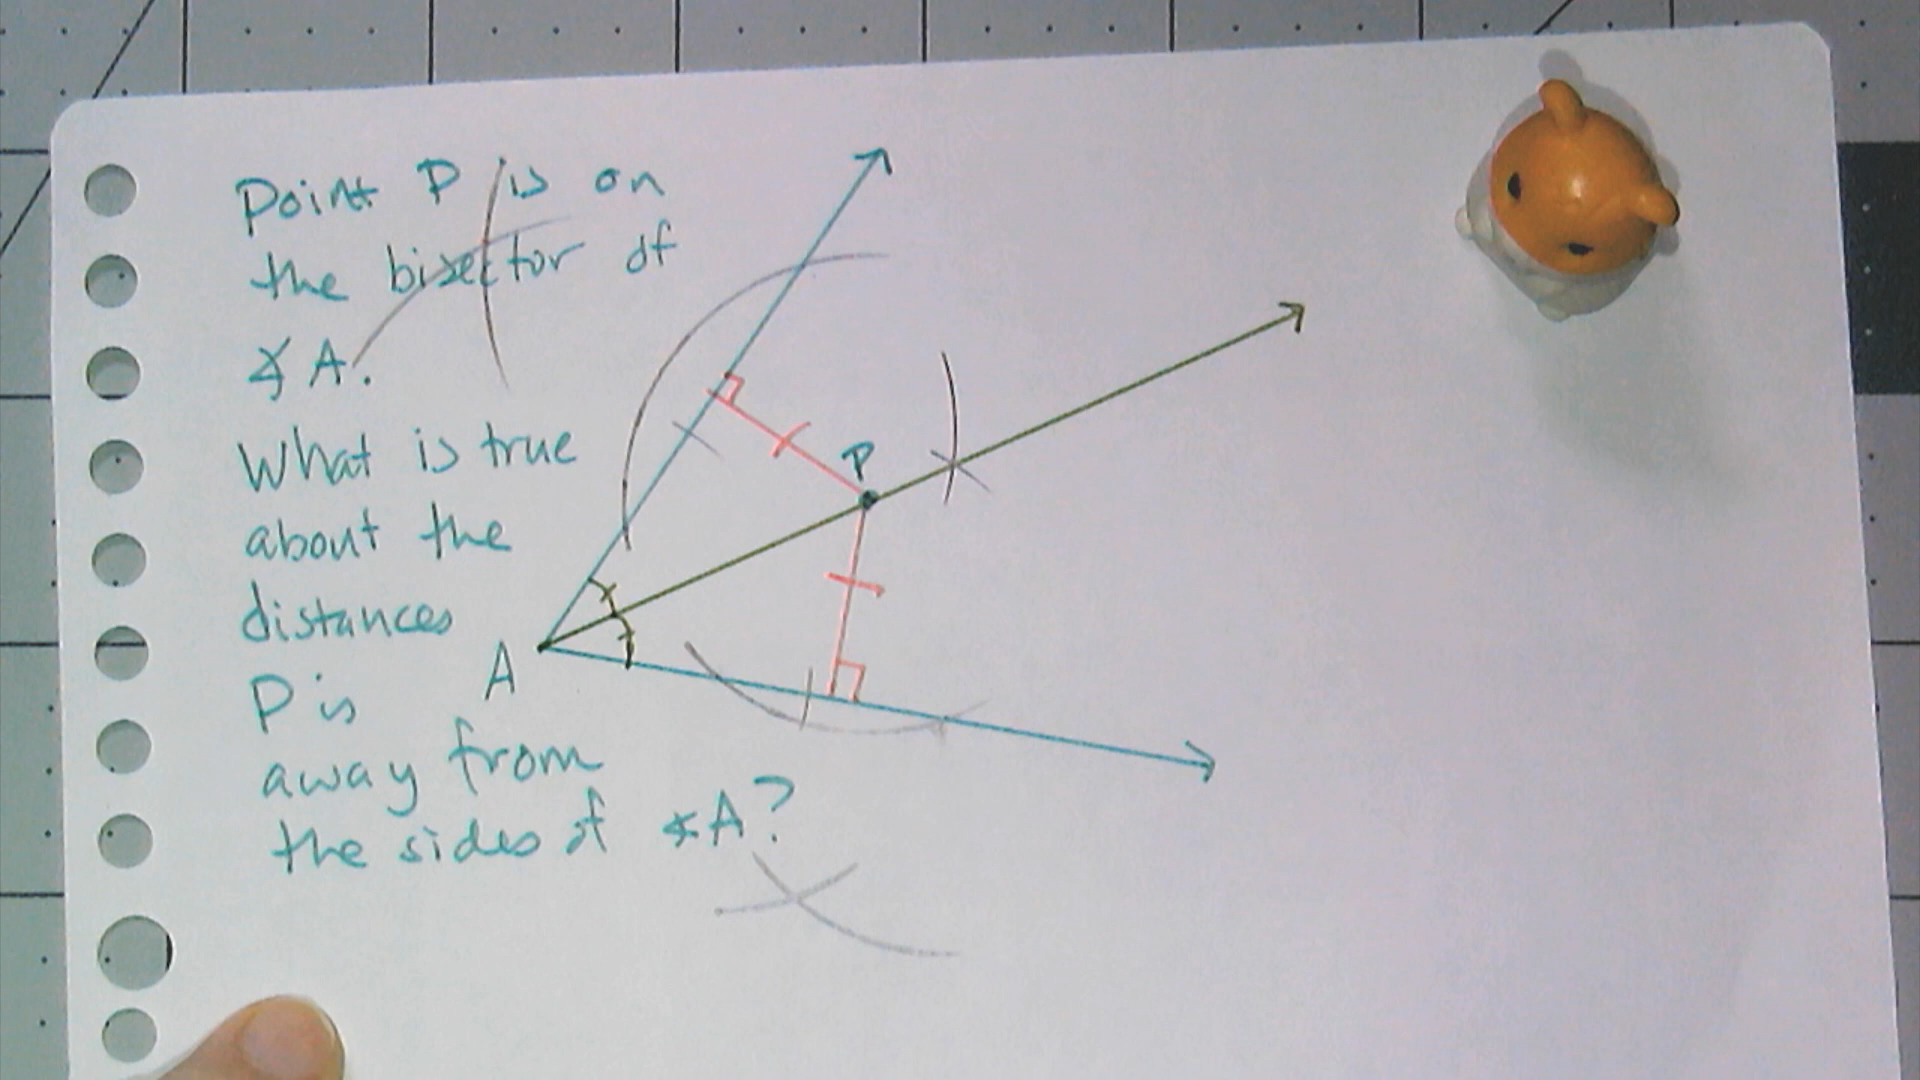 Point P is on
the bisector of
∡ A.
What is true
about the
distances
P is
away from
the sides of ∡A?
A
P